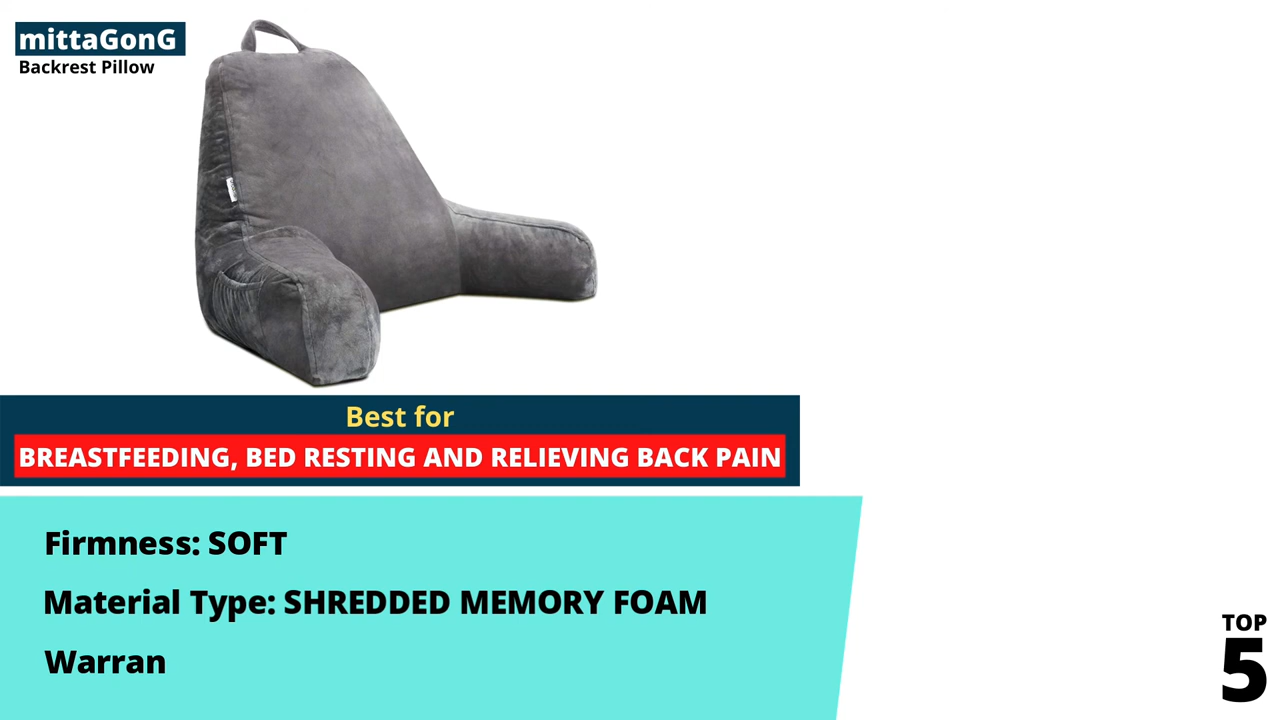 mittaGonG
Backrest Pillow
Best for
BREASTFEEDING, BED RESTING AND RELIEVING BACK PAIN
Firmness: SOFT
Material Type: SHREDDED MEMORY FOAM
Warran
TOP
5